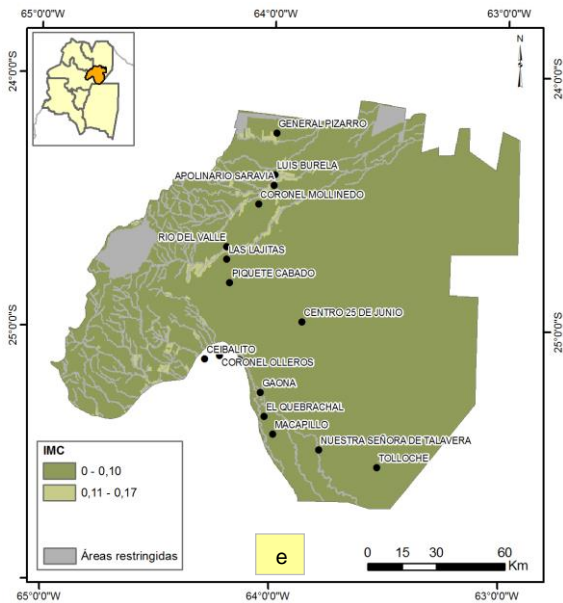 65°0'0"W 64°0'0"W 63°0'0"W
24°0'0"S 24°0'0"S
N
GENERAL PIZARRO
LUIS BURELA
APOLINARIO SARAVIA
CORONEL MOLLINEDO
RIO DEL VALLE
LAS LAJITAS
PIQUETE CABADO
CENTRO 25 DE JUNIO
25°0'0"S 25°0'0"S
CEIBALITO
CORONEL OLLEROS
GAONA
EL QUEBRACHAL
MACAPILLO
NUESTRA SEÑORA DE TALAVERA
TOLLOCHE
IMC
0 - 0,10
0,11 - 0,17
Áreas restringidas
e
0 15 30 60
Km
65°0'0"W 64°0'0"W 63°0'0"W